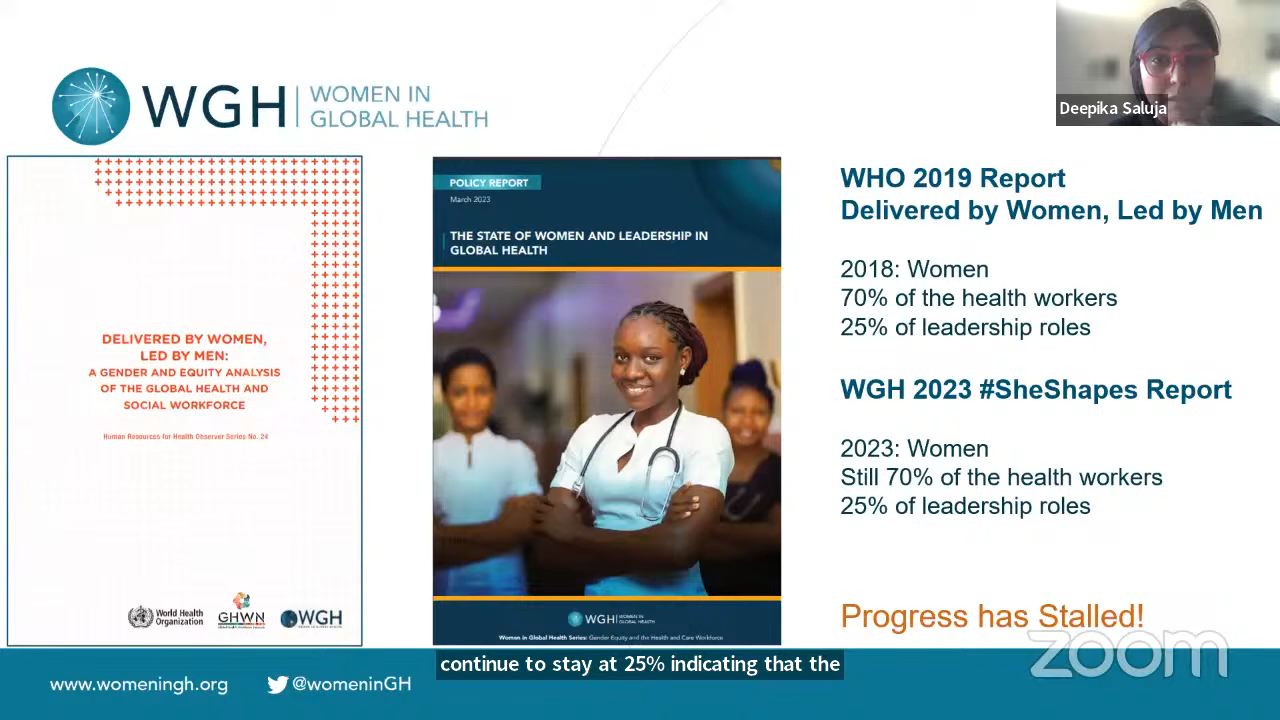 WGH
WOMEN IN
GLOBAL HEALTH
Deepika Saluja
DELIVERED BY WOMEN,
LED BY MEN:
A GENDER AND EQUITY ANALYSIS
OF THE GLOBAL HEALTH AND
SOCIAL WORKFORCE
Human Resources for Health Observer Series No. 24
World Health
Organization
GHWN
WGH
POLICY REPORT
March 2023
THE STATE OF WOMEN AND LEADERSHIP IN
GLOBAL HEALTH
WGH
WOMEN IN
GLOBAL HEALTH
Women in Global Health Series: Gender Equity and the Health and Care Workforce
WHO 2019 Report
Delivered by Women, Led by Men
2018: Women
70% of the health workers
25% of leadership roles
WGH 2023 #SheShapes Report
2023: Women
Still 70% of the health workers
25% of leadership roles
Progress has Stalled!
zoom
continue to stay at 25% indicating that the
www.womeningh.org
@womeninGH